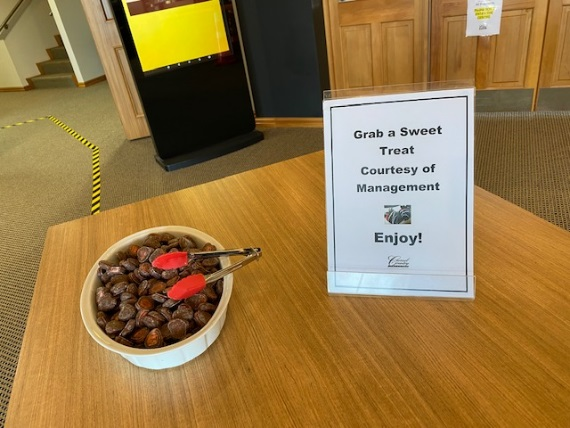 Grab a Sweet
Treat
Courtesy of
Management
Enjoy!